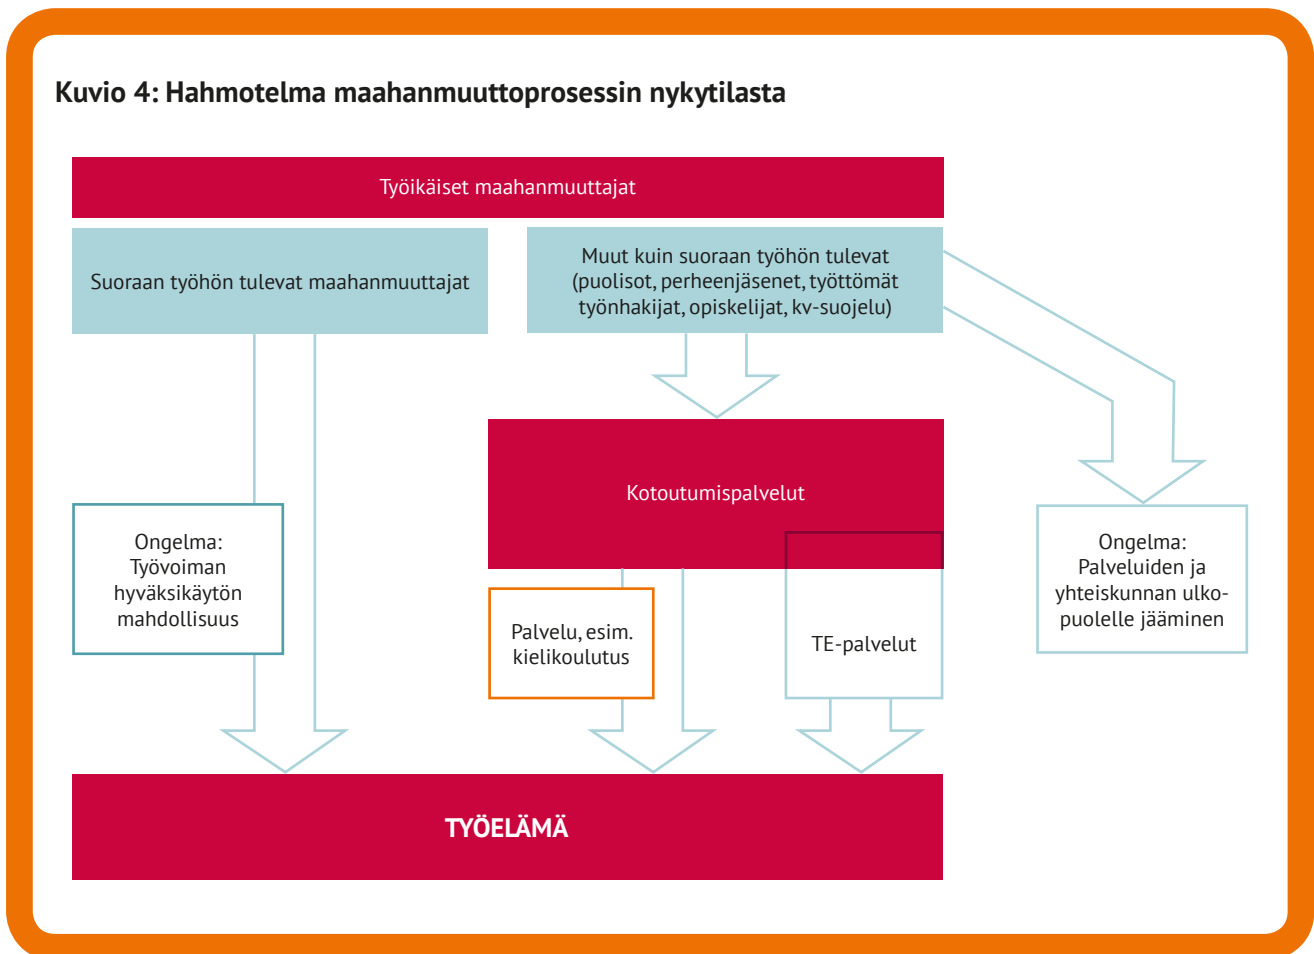 Kuvio 4: Hahmotelma maahanmuuttoprosessin nykytilasta
Työikäiset maahanmuuttajat
Suoraan työhön tulevat maahanmuuttajat
Muut kuin suoraan työhön tulevat
(puolisot, perheenjäsenet, työttömät
työnhakijat, opiskelijat, kv-suojelu)
Kotoutumispalvelut
Ongelma:
Työvoiman
hyväksikäytön
mahdollisuus
Palvelu, esim.
kielikoulutus
TE-palvelut
Ongelma:
Palveluiden ja
yhteiskunnan ulko-
puolelle jääminen
TYÖELÄMÄ